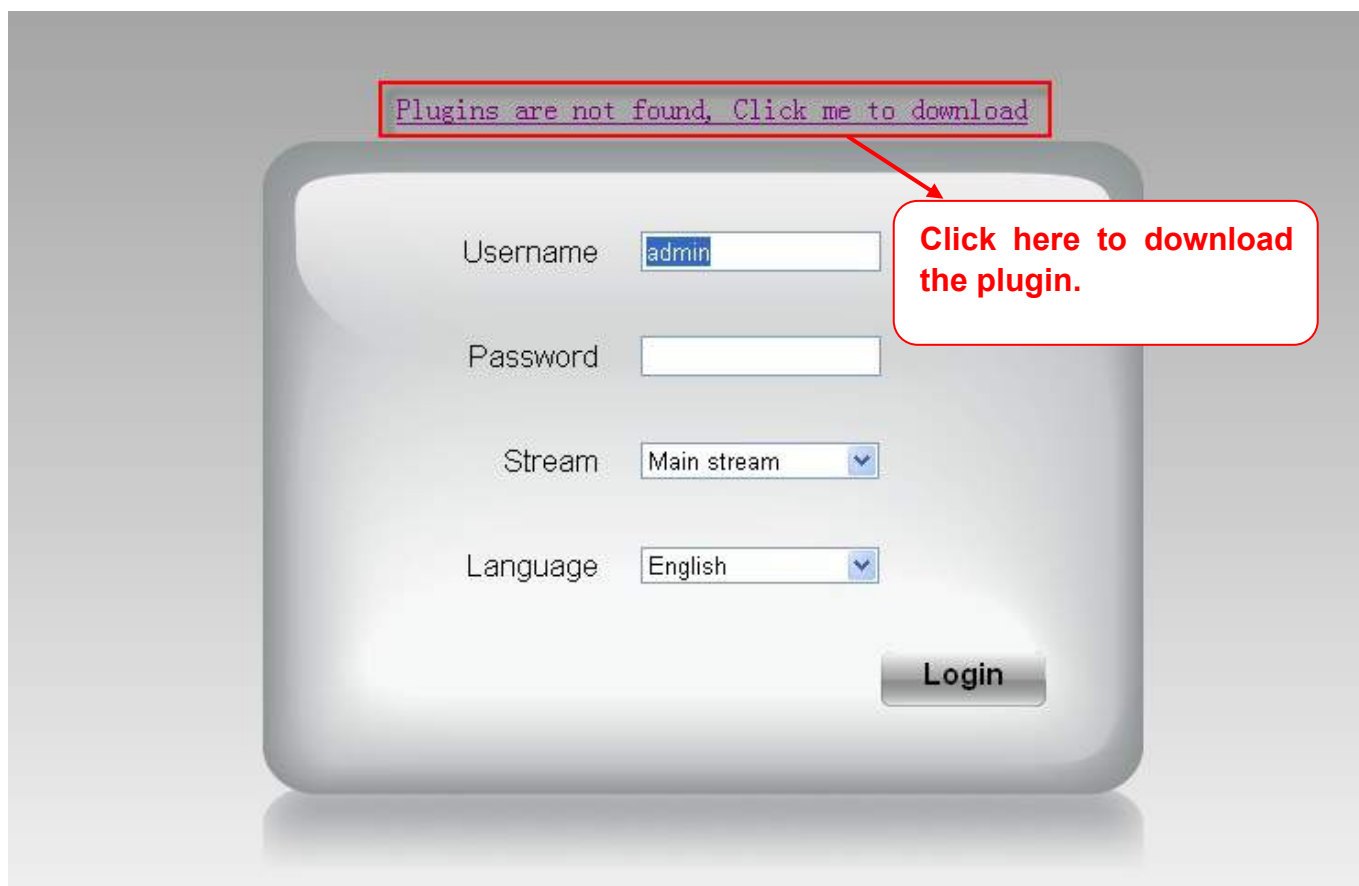 Plugins are not found, Click me to download
Click here to download
the plugin.
Username admin
Password
Stream Main stream
Language English
Login